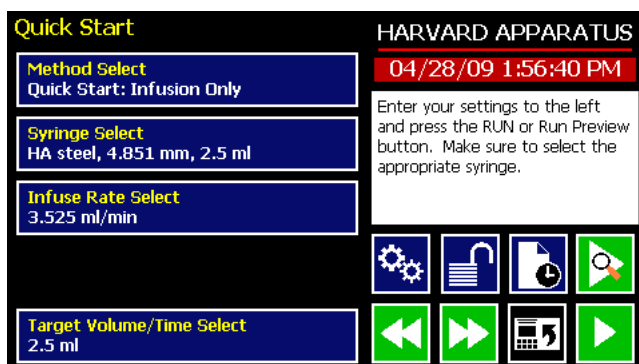 Quick Start
Method Select
Quick Start: Infusion Only
Syringe Select
HA steel, 4.851 mm, 2.5 ml
Infuse Rate Select
3.525 ml/min
Target Volume/Time Select
2.5 ml
HARVARD APPARATUS
04/28/09 1:56:40 PM
Enter your settings to the left
and press the RUN or Run Preview
button. Make sure to select the
appropriate syringe.